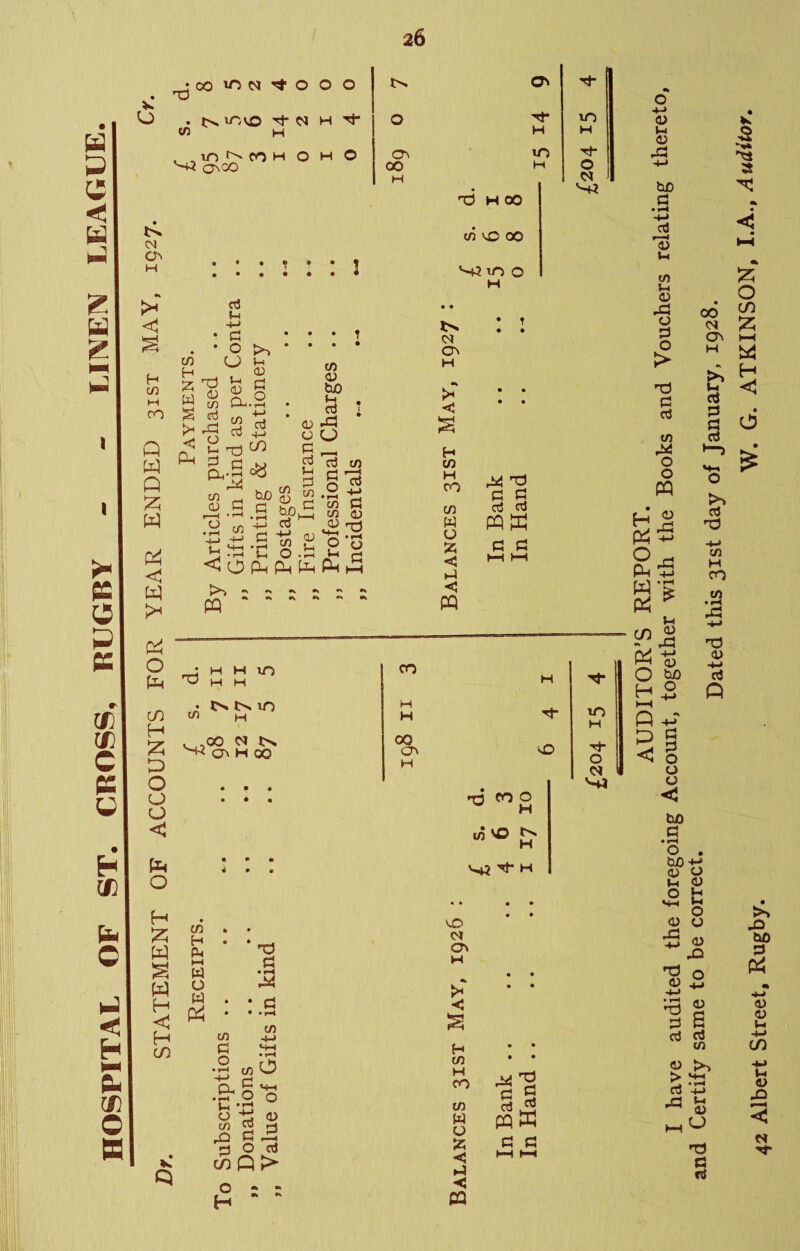 26
HOSPITAL OF ST. CROSS, RUGBY - LINEN LEAGUE.
Dr. STATEMENT OF ACCOUNTS FOR YEAR ENDED 31ST MAY, 1927. Cr.
RECEIPTS.
£ s. d.
To Subscriptions .. .. 98 7 11
,, Donations .. .. 12 17 11
,, Value of Gifts in kind .. 87 5 5
198 11 3
BALANCES 31ST MAY, 1926 :
£ s. d.
In Bank .. .. 4 6 3
In Hand .. .. 1 17 10
6 4 1
£204 15 4
PAYMENTS.
£ s. d.
By Articles purchased .. 95 7 8
,, Gifts in kind as per Contra .. 87 5 5
,, Printing & Stationery .. 3 6 2
,, Postages .. .. 1 14 4
,, Fire Insurance .. .. 0 2 0
,, Professional Charges .. .. 1 1 0
,, Incidentals .. .. 0 4 0
189 0 7
BALANCES 31ST MAY, 1927 :
£ s. d.
In Bank .. .. 5 6 1
In Hand .. .. 10 8 8
15 14 9
£204 15 4
AUDITOR'S REPORT.
I have audited the foregoing Account, together with the Books and Vouchers relating thereto,
and Certify same to be correct.
Dated this 31st day of January, 1928.
W. G. ATKINSON, I.A., Auditor.
42 Albert Street, Rugby.